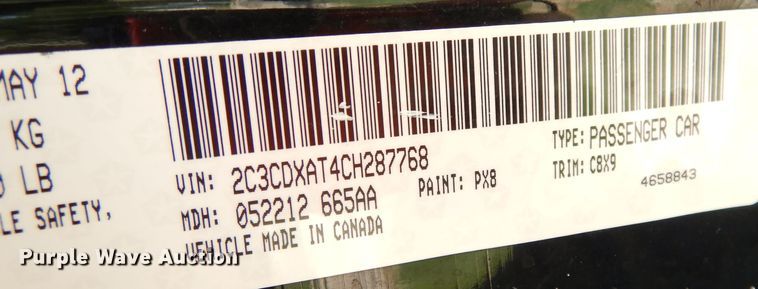 MAY 12
KG
LB
LE SAFETY,
VIN: 2C3CDXAT4CH287768
TYPE: PASSENGER CAR
MDH: 052212 665AA
PAINT: PX8
TRIM: C8X9
VEHICLE MADE IN CANADA
4658843
Purple Wave Auction